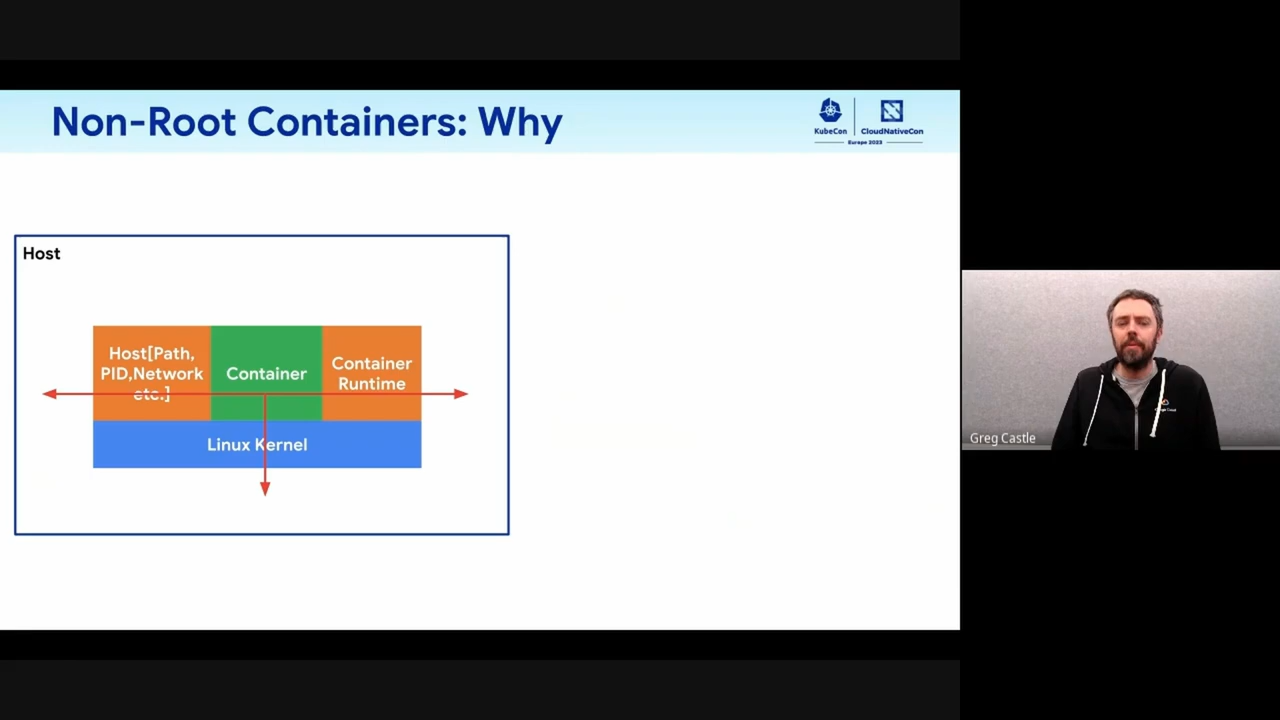 Non-Root Containers: Why
KubeCon
CloudNativeCon
Europe 2023
Host
Host[Path,
PID,Network
etc.]
Container
Container
Runtime
Linux Kernel
Greg Castle